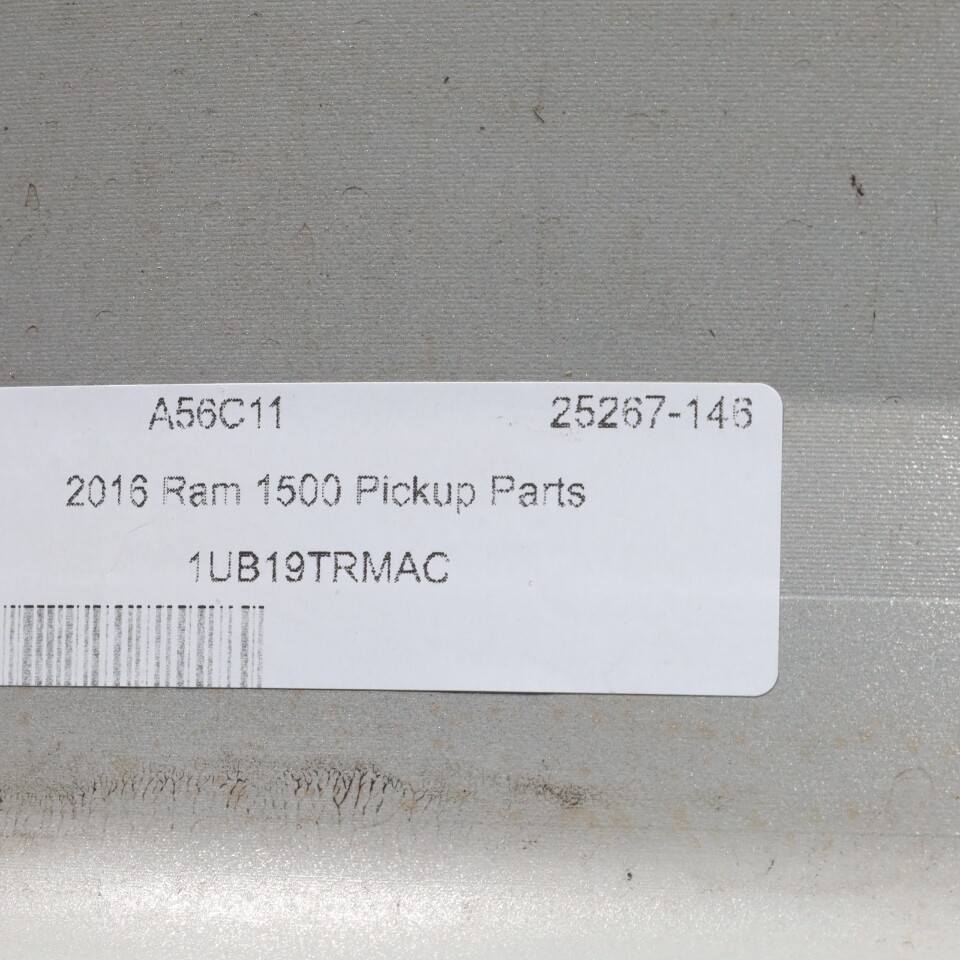 A56C11 25267-146
2016 Ram 1500 Pickup Parts
1UB19TRMAC